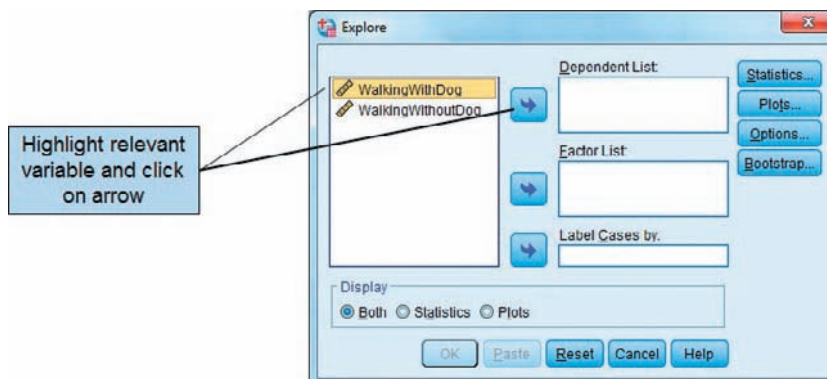 Explore
Dependent List:
WalkingWithDog
WalkingWithoutDog
Statistics...
Plots...
Options...
Bootstrap...
Highlight relevant
variable and click
on arrow
Factor List:
Label Cases by:
Display
Both Statistics Plots
OK Paste Reset Cancel Help